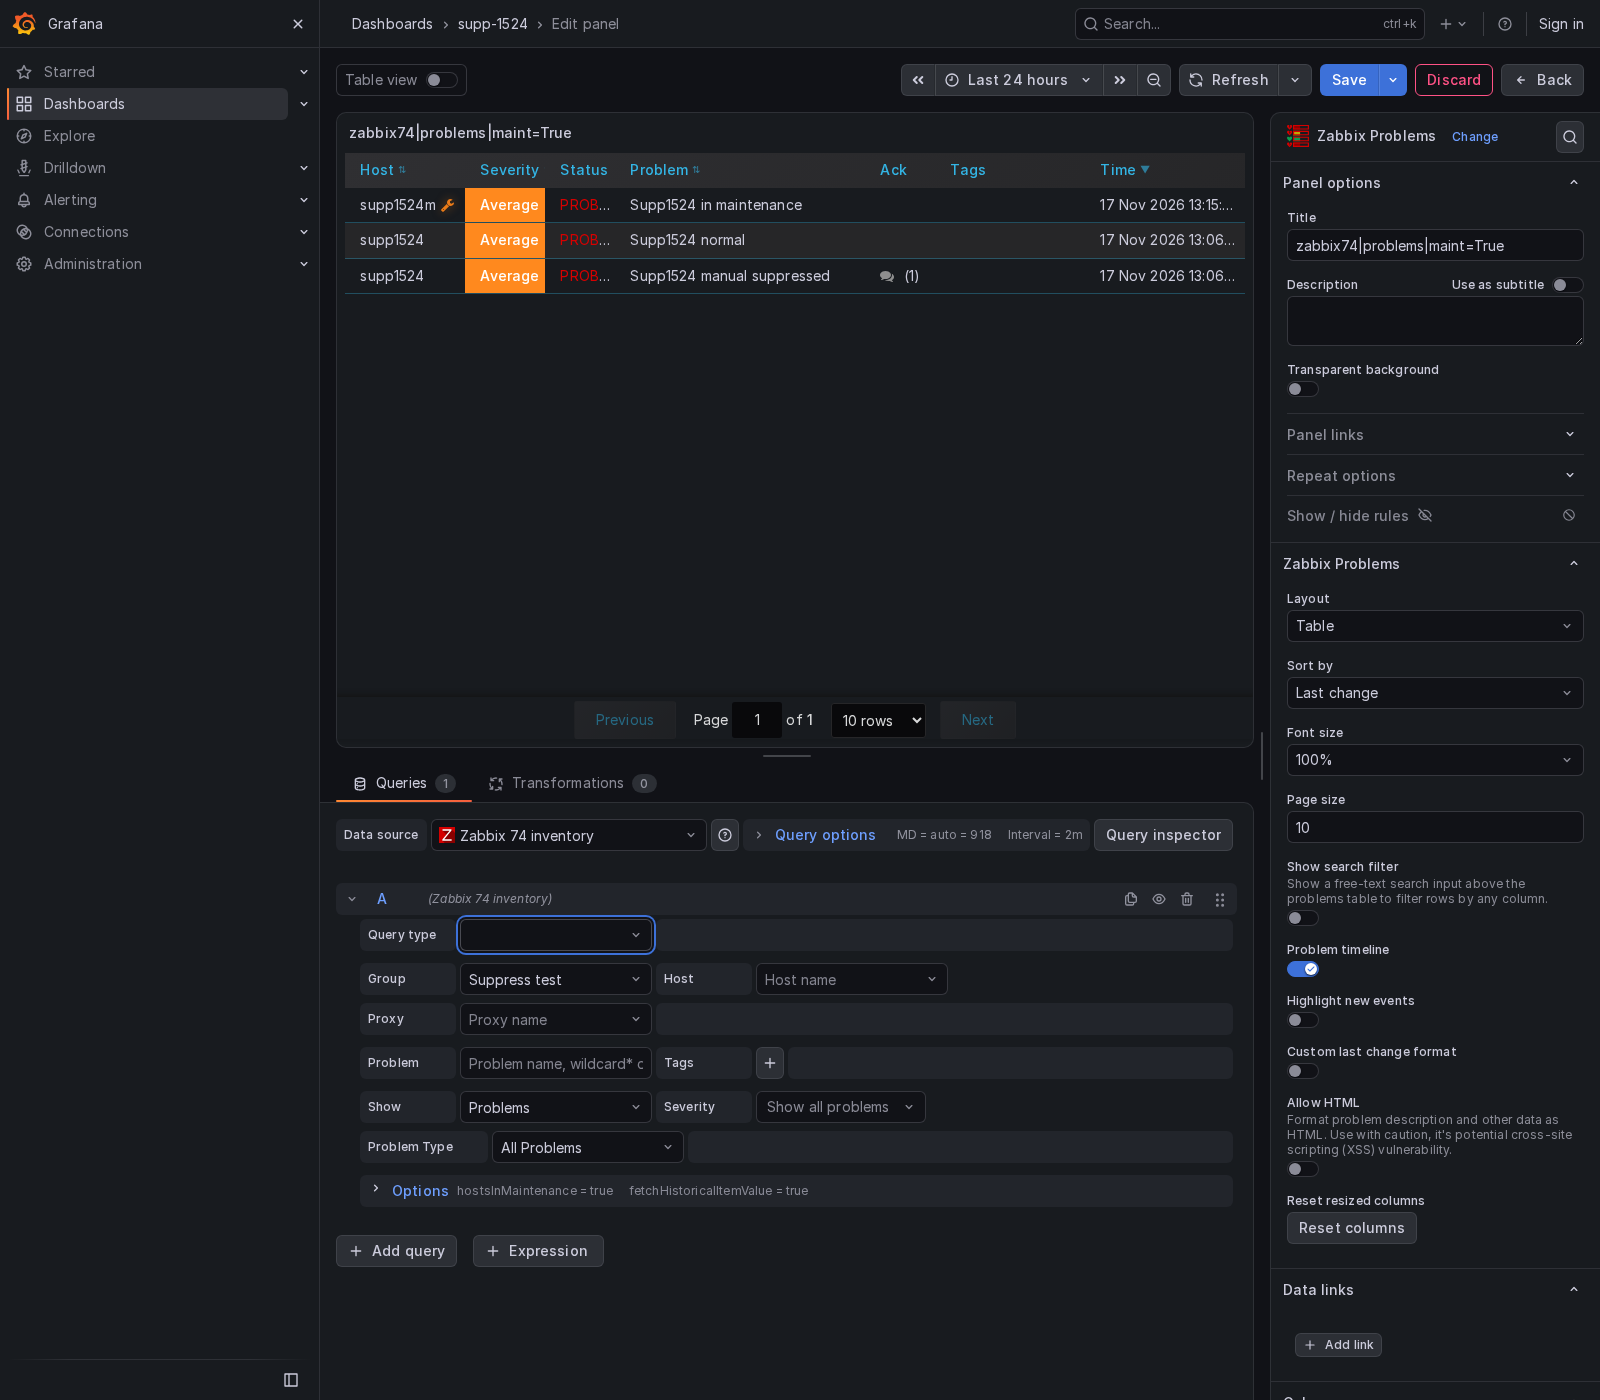 Grafana
Dashboards › supp-1524 › Edit panel
Search...
ctrl+k
Sign in
Starred
Dashboards
Explore
Drilldown
Alerting
Connections
Administration
Table view
Last 24 hours
Refresh
Save
Discard
Back
zabbix74|problems|maint=True
Host Severity Status Problem Ack Tags Time
supp1524m Average PROB... Supp1524 in maintenance 17 Nov 2026 13:15:...
supp1524 Average PROB... Supp1524 normal 17 Nov 2026 13:06...
supp1524 Average PROB... Supp1524 manual suppressed (1) 17 Nov 2026 13:06...
Previous Page 1 of 1 10 rows Next
Queries 1 Transformations 0
Data source Zabbix 74 inventory Query options MD = auto = 918 Interval = 2m Query inspector
A (Zabbix 74 inventory)
Query type
Group Suppress test Host Host name
Proxy Proxy name
Problem Problem name, wildcard* c Tags
Show Problems Severity Show all problems
Problem Type All Problems
Options hostsInMaintenance = true fetchHistoricalItemValue = true
Add query Expression
Zabbix Problems Change
Panel options
Title
zabbix74|problems|maint=True
Description Use as subtitle
Transparent background
Panel links
Repeat options
Show / hide rules
Zabbix Problems
Layout
Table
Sort by
Last change
Font size
100%
Page size
10
Show search filter
Show a free-text search input above the
problems table to filter rows by any column.
Problem timeline
Highlight new events
Custom last change format
Allow HTML
Format problem description and other data as
HTML. Use with caution, it's potential cross-site
scripting (XSS) vulnerability.
Reset resized columns
Reset columns
Data links
Add link